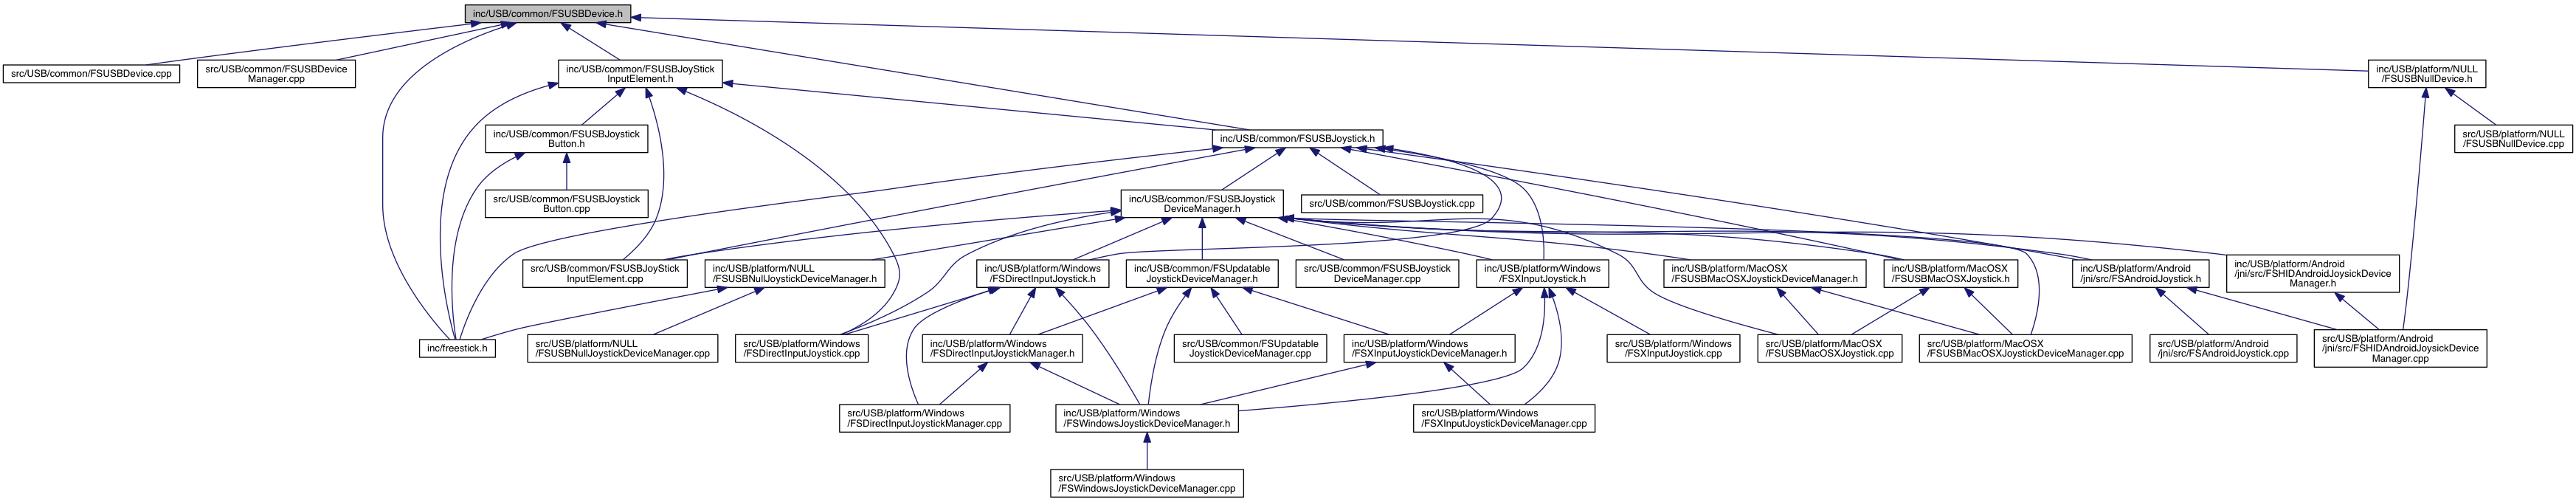 inc/USB/common/FSUSBDevice.h
src/USB/common/FSUSBDevice.cpp
src/USB/common/FSUSBDevice
Manager.cpp
inc/USB/common/FSUSBJoyStick
InputElement.h
inc/USB/platform/NULL
/FSUSBNullDevice.h
inc/USB/common/FSUSBJoystick
Button.h
inc/USB/common/FSUSBJoystick.h
src/USB/platform/NULL
/FSUSBNullDevice.cpp
src/USB/common/FSUSBJoystick
Button.cpp
inc/USB/common/FSUSBJoystick
DeviceManager.h
src/USB/common/FSUSBJoystick.cpp
src/USB/common/FSUSBJoyStick
InputElement.cpp
inc/USB/platform/NULL
/FSUSBNullJoystickDeviceManager.h
inc/USB/platform/Windows
/FSDirectInputJoystick.h
inc/USB/common/FSUpdatable
JoystickDeviceManager.h
src/USB/common/FSUSBJoystick
DeviceManager.cpp
inc/USB/platform/Windows
/FSXInputJoystick.h
inc/USB/platform/MacOSX
/FSUSBMacOSXJoystickDeviceManager.h
inc/USB/platform/MacOSX
/FSUSBMacOSXJoystick.h
inc/USB/platform/Android
/jni/src/FSAndroidJoystick.h
inc/USB/platform/Android
/jni/src/FSHIDAndroidJoysickDevice
Manager.h
inc/freestick.h
src/USB/platform/NULL
/FSUSBNullJoystickDeviceManager.cpp
src/USB/platform/Windows
/FSDirectInputJoystick.cpp
inc/USB/platform/Windows
/FSDirectInputJoystickManager.h
src/USB/common/FSUpdatable
JoystickDeviceManager.cpp
inc/USB/platform/Windows
/FSXInputJoystickDeviceManager.h
src/USB/platform/Windows
/FSXInputJoystick.cpp
src/USB/platform/MacOSX
/FSUSBMacOSXJoystick.cpp
src/USB/platform/MacOSX
/FSUSBMacOSXJoystickDeviceManager.cpp
src/USB/platform/Android
/jni/src/FSAndroidJoystick.cpp
src/USB/platform/Android
/jni/src/FSHIDAndroidJoysickDevice
Manager.cpp
src/USB/platform/Windows
/FSDirectInputJoystickManager.cpp
inc/USB/platform/Windows
/FSWindowsJoystickDeviceManager.h
src/USB/platform/Windows
/FSXInputJoystickDeviceManager.cpp
src/USB/platform/Windows
/FSWindowsJoystickDeviceManager.cpp